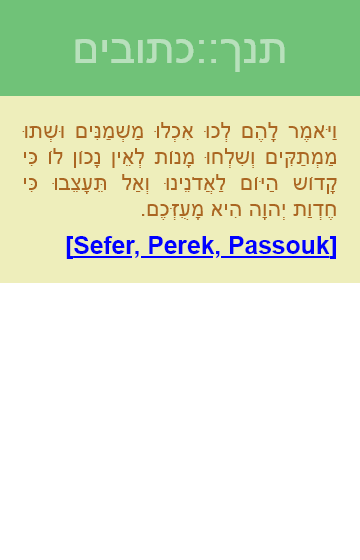 תנך::כתובים
וַיֹּאמֶר לָהֶם לְכוּ אִכְלוּ מַשְׁמַנִּים וּשְׁתוּ
מַמְתַקִּים וְשִׁלְחוּ מָנוֹת לְאֵין נָכוֹן לוֹ כִּי
קָדוֹשׁ הַיּוֹם לַאֲדֹנֵינוּ וְאַל תֵּעָצֵבוּ כִּי
חֶדְוַת יְהוָה הִיא מָעֻזְּכֶם.
[Sefer, Perek, Passouk]